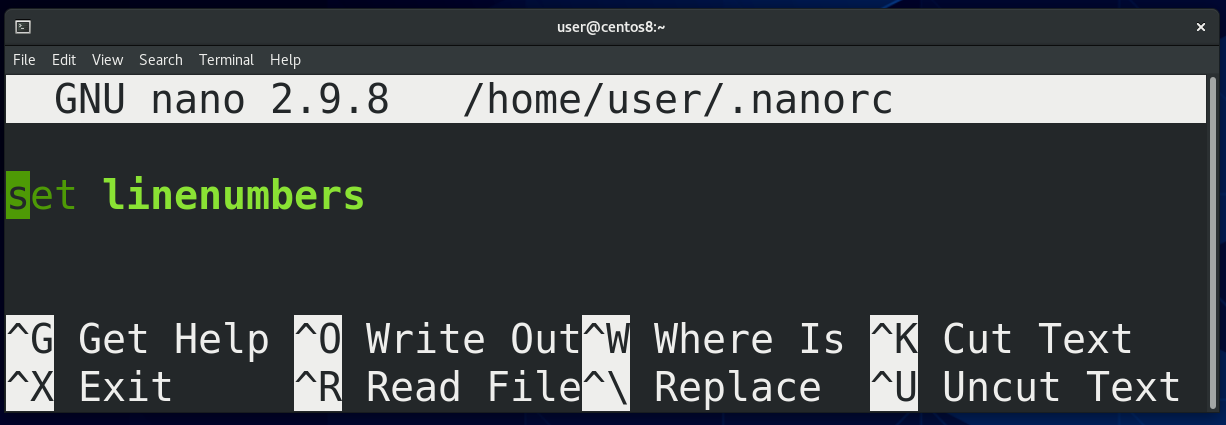 user@centos8:~
File Edit View Search Terminal Help
GNU nano 2.9.8 /home/user/.nanorc
set linenumbers
^G Get Help ^O Write Out ^W Where Is ^K Cut Text
^X Exit ^R Read File ^\ Replace ^U Uncut Text